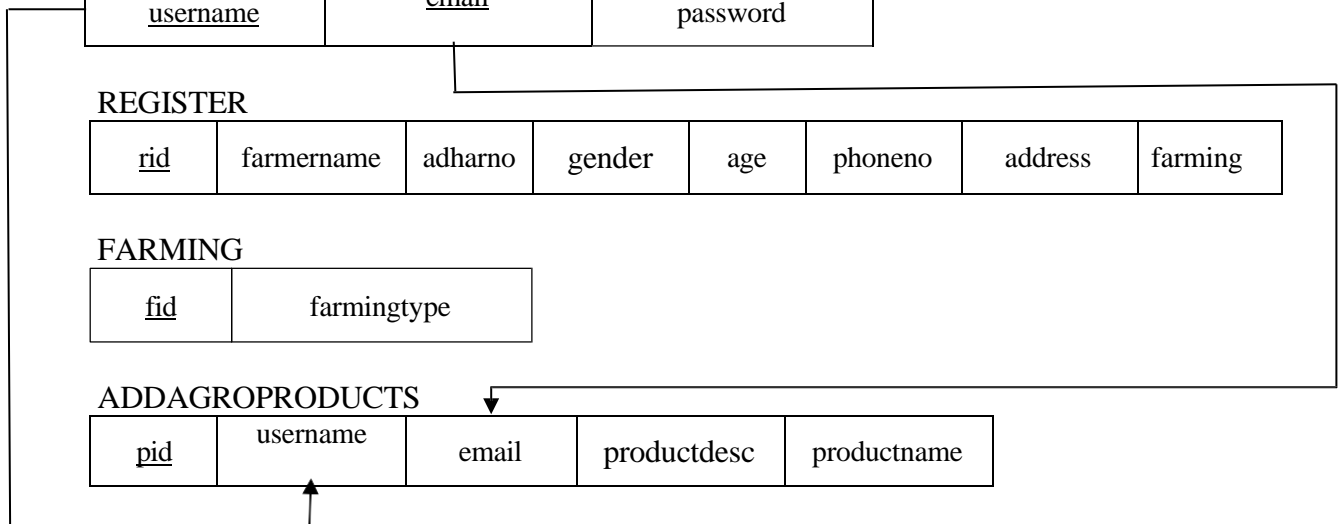 username email password
REGISTER
rid farmername adharno gender age phoneno address farming
FARMING
fid farmingtype
ADDAGROPRODUCTS
pid username email productdesc productname